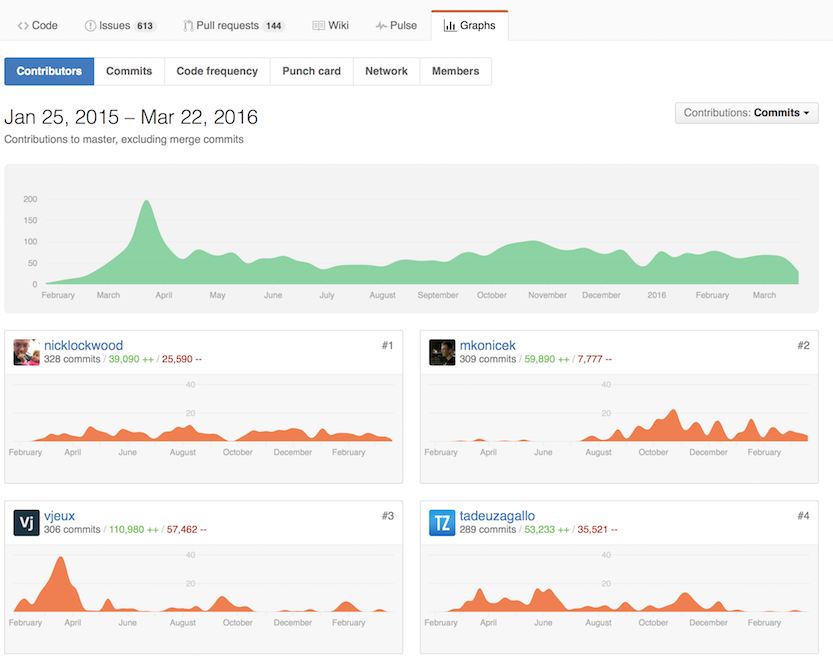 Code Issues 613 Pull requests 144 Wiki Pulse Graphs
Contributors Commits Code frequency Punch card Network Members
Jan 25, 2015 – Mar 22, 2016
Contributions: Commits
Contributions to master, excluding merge commits
200
150
100
50
0
February March April May June July August September October November December 2016 February March
nicklockwood #1
328 commits / 39,090 ++ / 25,590 --
40
20
February April June August October December February
mkonicek #2
309 commits / 59,890 ++ / 7,777 --
40
20
February April June August October December February
Vj
vjeux #3
306 commits / 110,980 ++ / 57,462 --
40
20
February April June August October December February
TZ
tadeuzagallo #4
289 commits / 53,233 ++ / 35,521 --
40
20
February April June August October December February